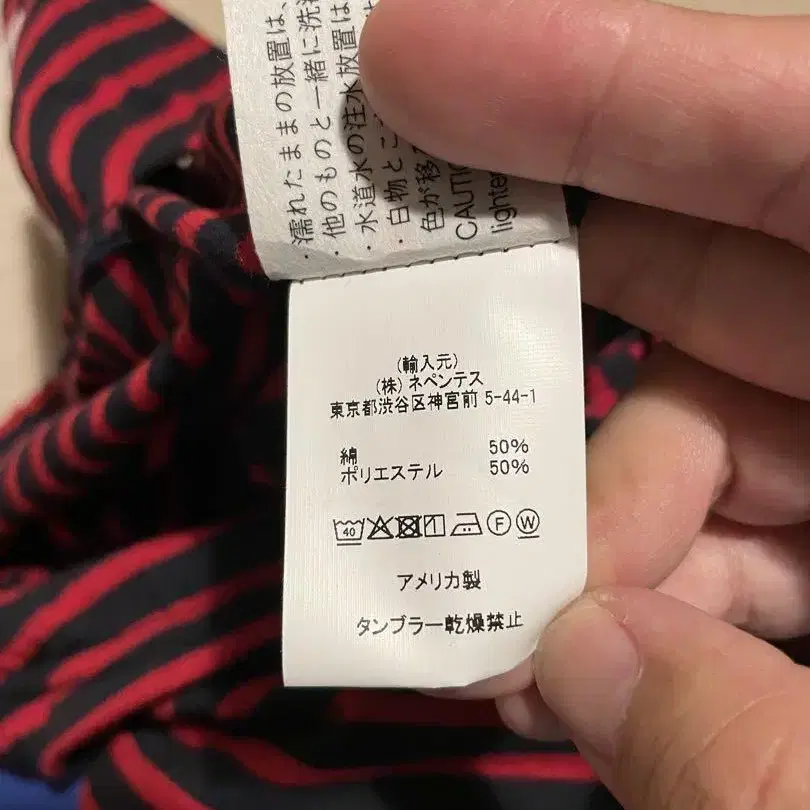 ・濡れたままの放置は、
他のものと一緒に洗
・水道水の注水放置は
・白物とこ
色が移
CAUTI
lighte
(輸入元)
(株) ネペンテス
東京都渋谷区神宮前 5-44-1
綿 50%
ポリエステル 50%
40 F W
アメリカ製
タンブラー乾燥禁止